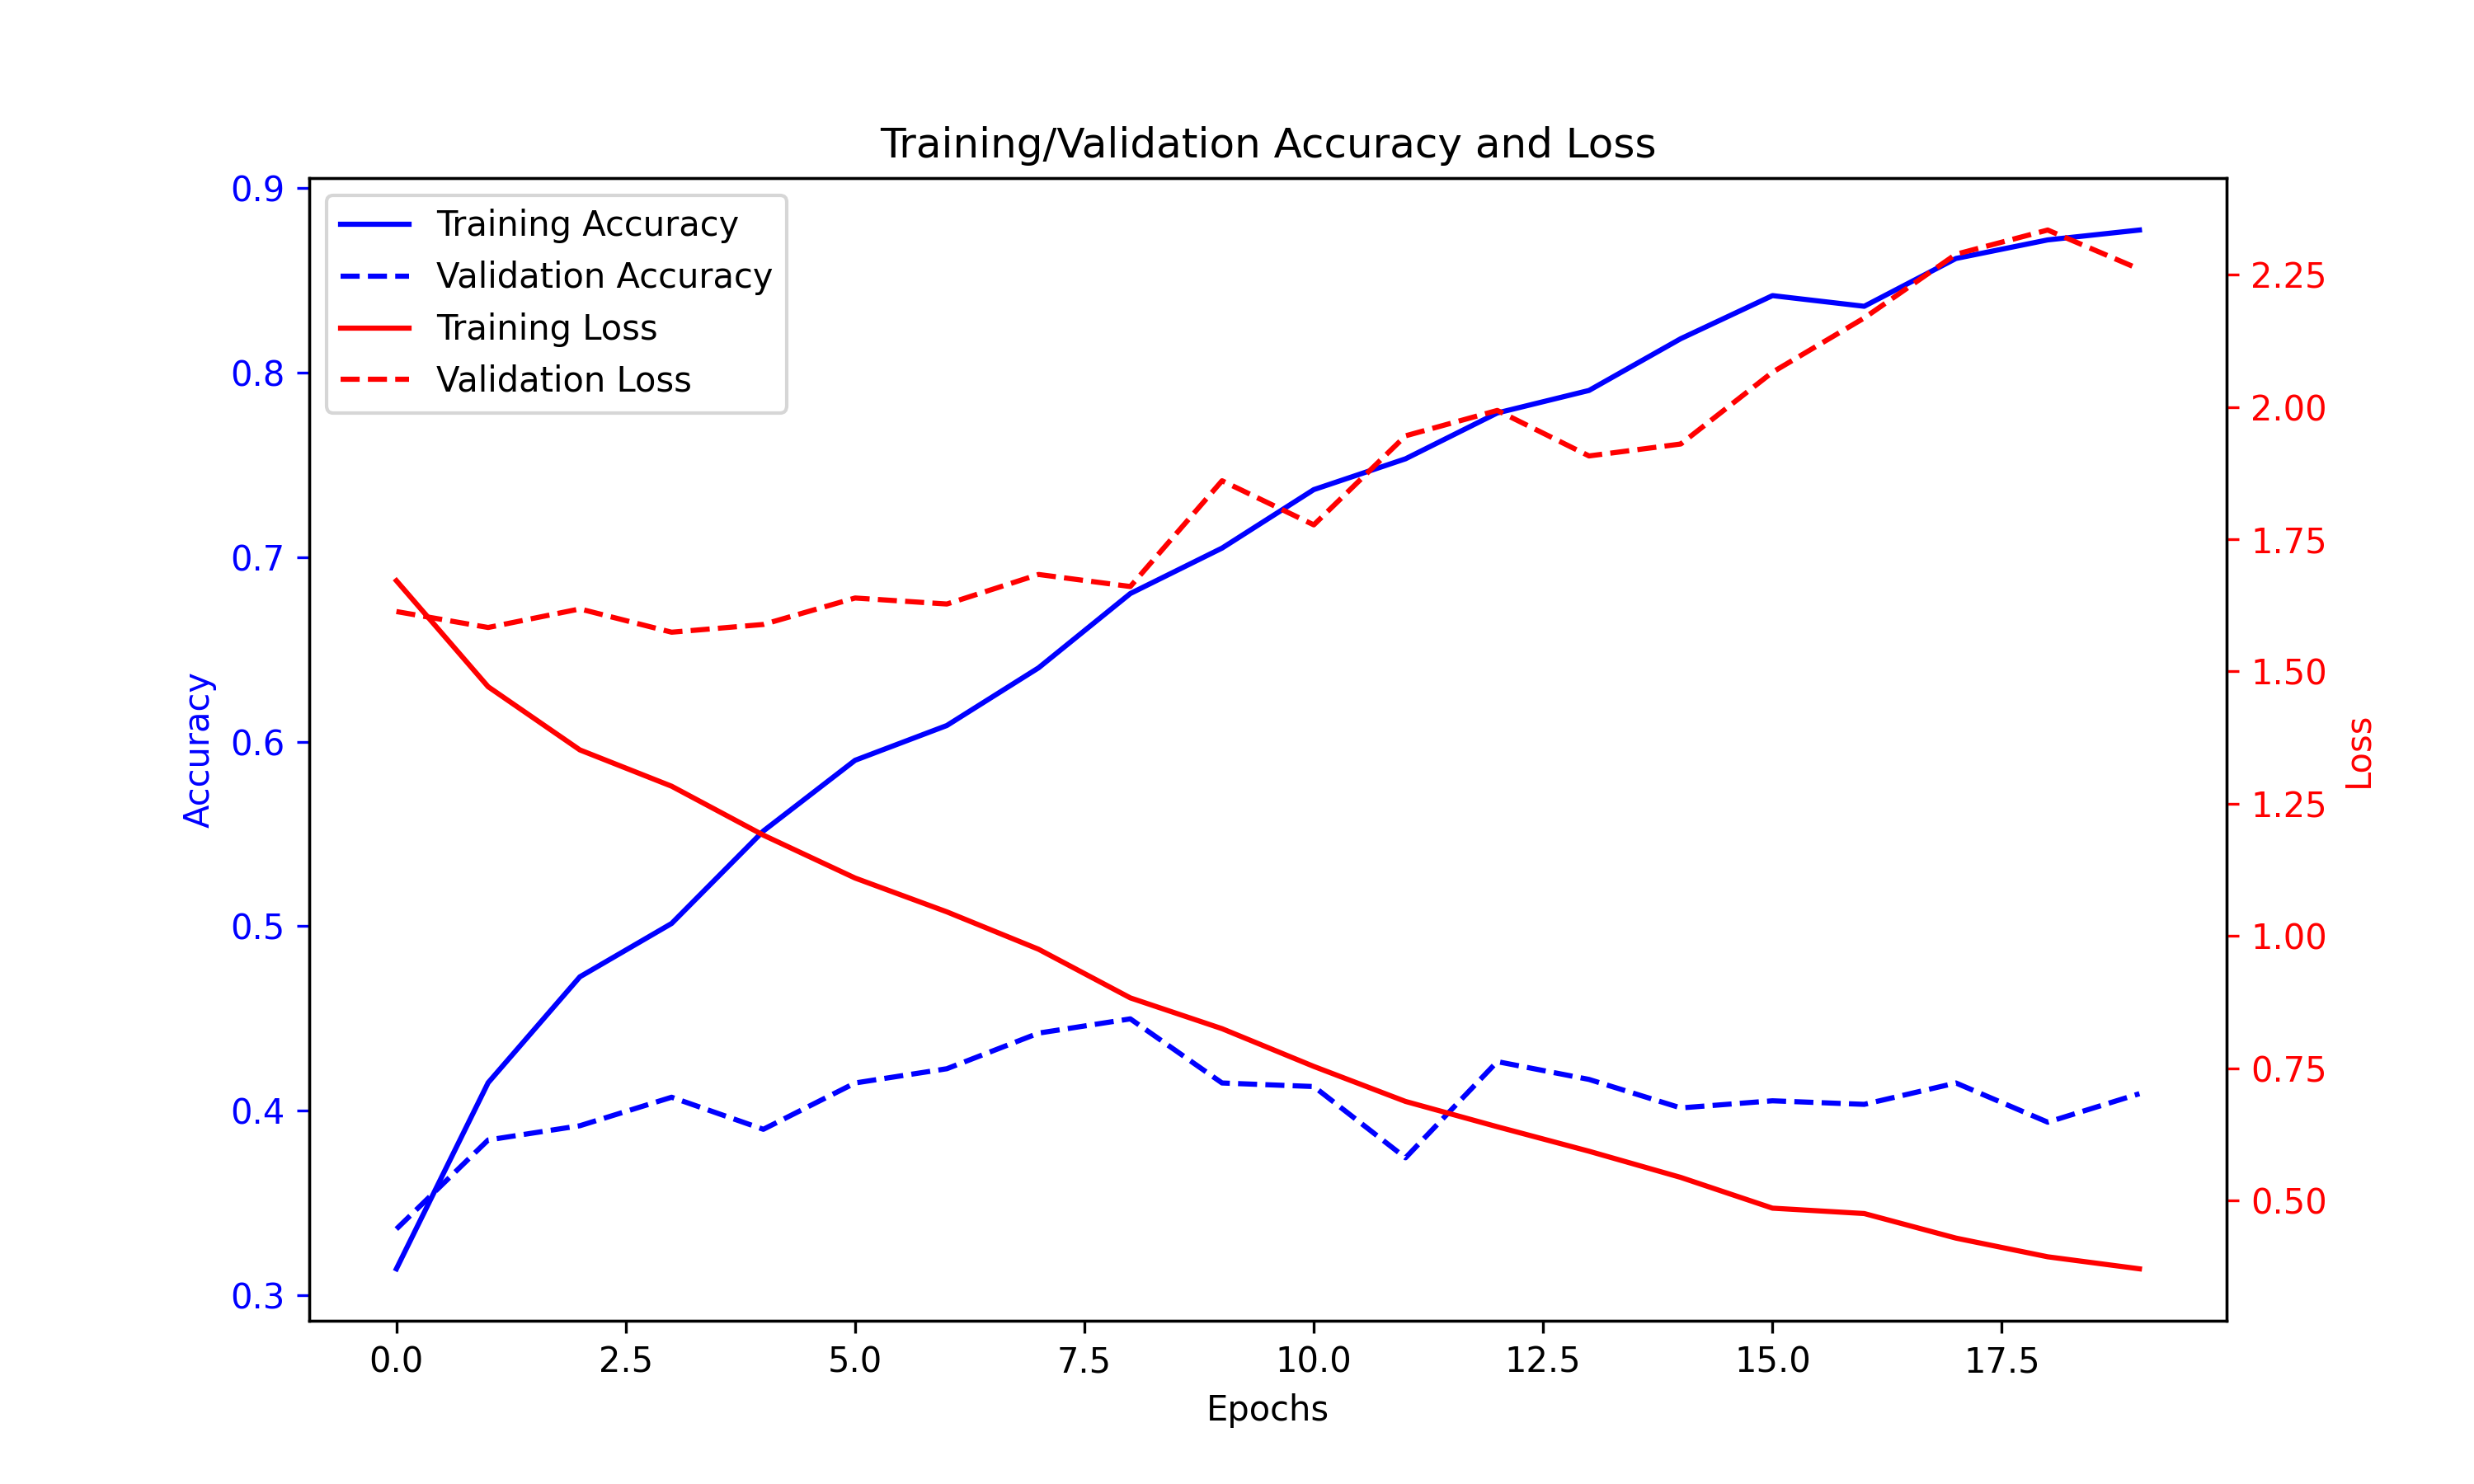 Training/Validation Accuracy and Loss
Training Accuracy
Validation Accuracy
Training Loss
Validation Loss
0.9
0.8
0.7
0.6
0.5
0.4
0.3
Accuracy
2.25
2.00
1.75
1.50
1.25
1.00
0.75
0.50
Loss
0.0 2.5 5.0 7.5 10.0 12.5 15.0 17.5
Epochs